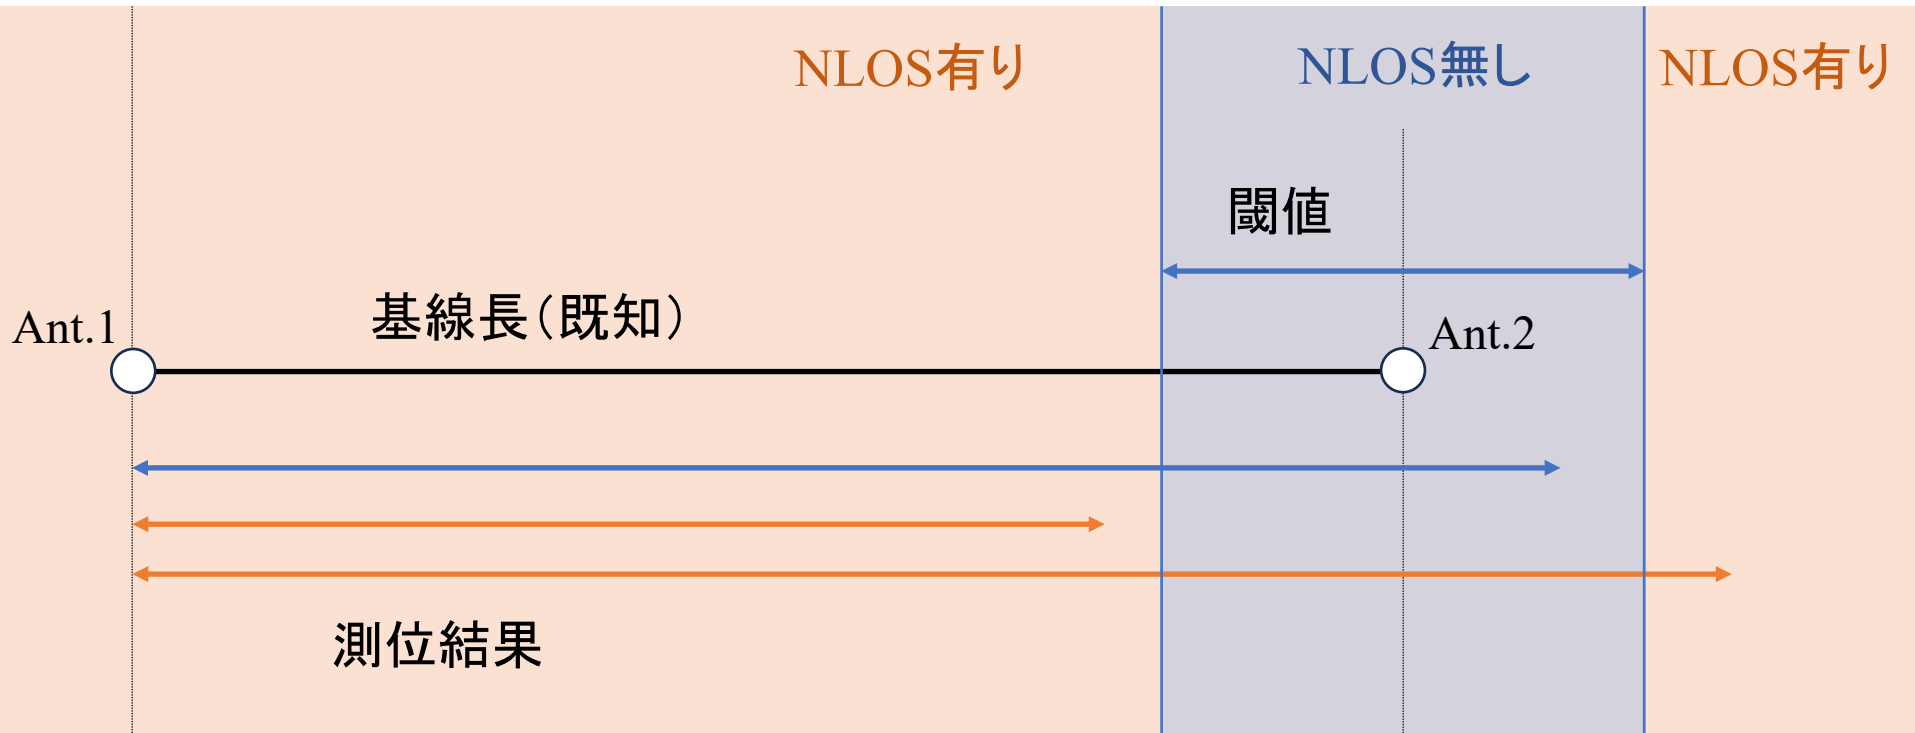 NLOS有り
NLOS無し
NLOS有り
閾値
基線長(既知)
Ant.1
Ant.2
測位結果